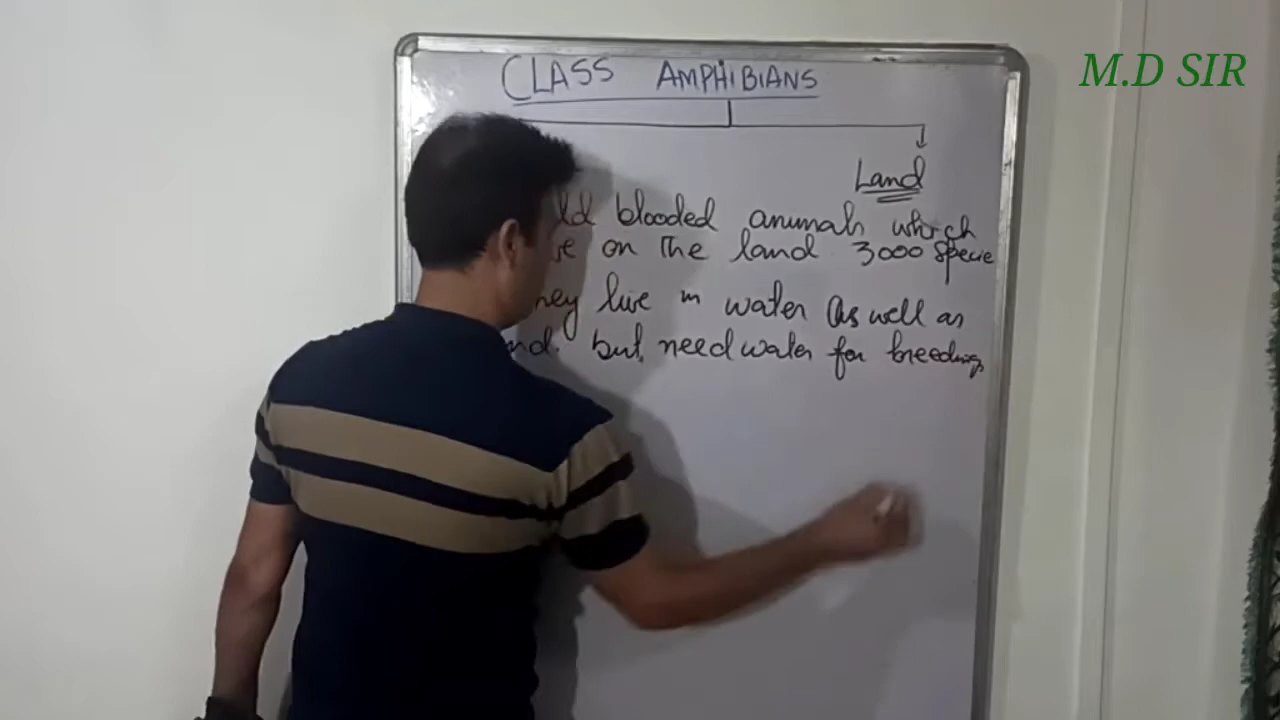 CLASS AMPHIBIANS
M.D SIR
Land
blooded animals which
on The land 3000 specie
live in water as well as
but, need water for breeding